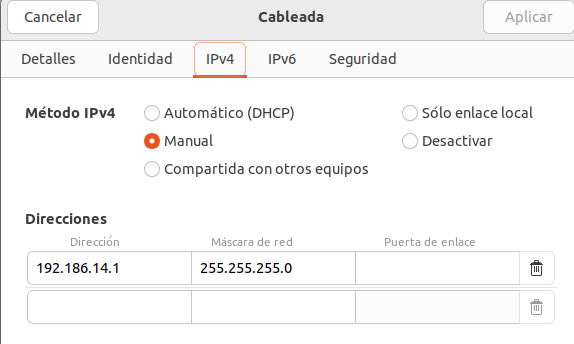 Cancelar Cableada Aplicar
Detalles Identidad IPv4 IPv6 Seguridad
Método IPv4 Automático (DHCP) Sólo enlace local
Manual Desactivar
Compartida con otros equipos
Direcciones
Dirección Máscara de red Puerta de enlace
192.186.14.1 255.255.255.0